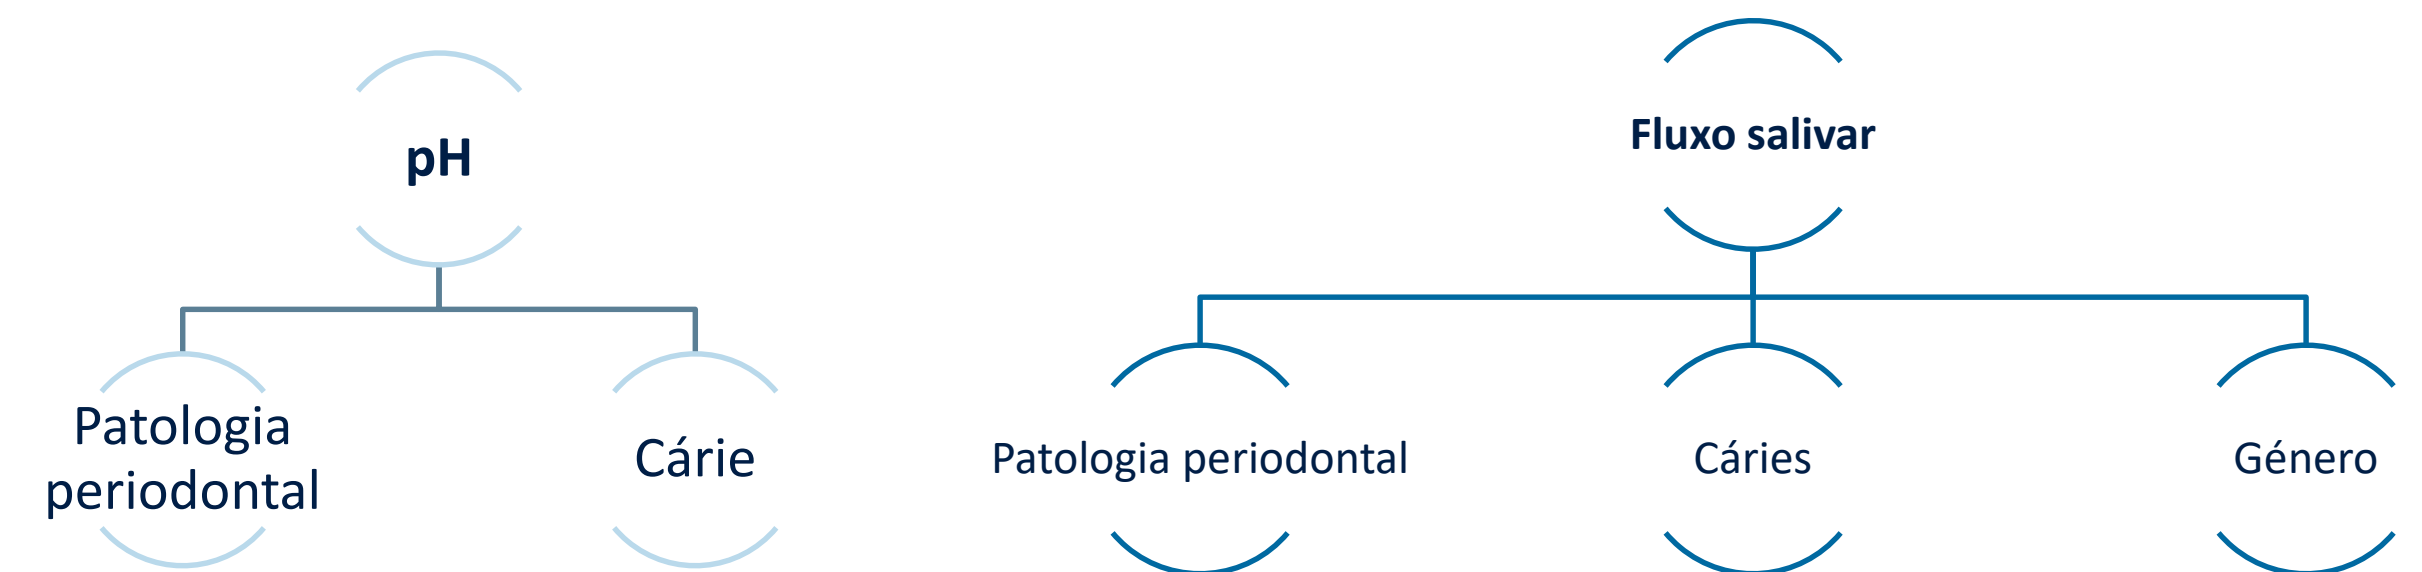 pH
Patologia
periodontal
Cárie
Fluxo salivar
Patologia periodontal
Cáries
Género